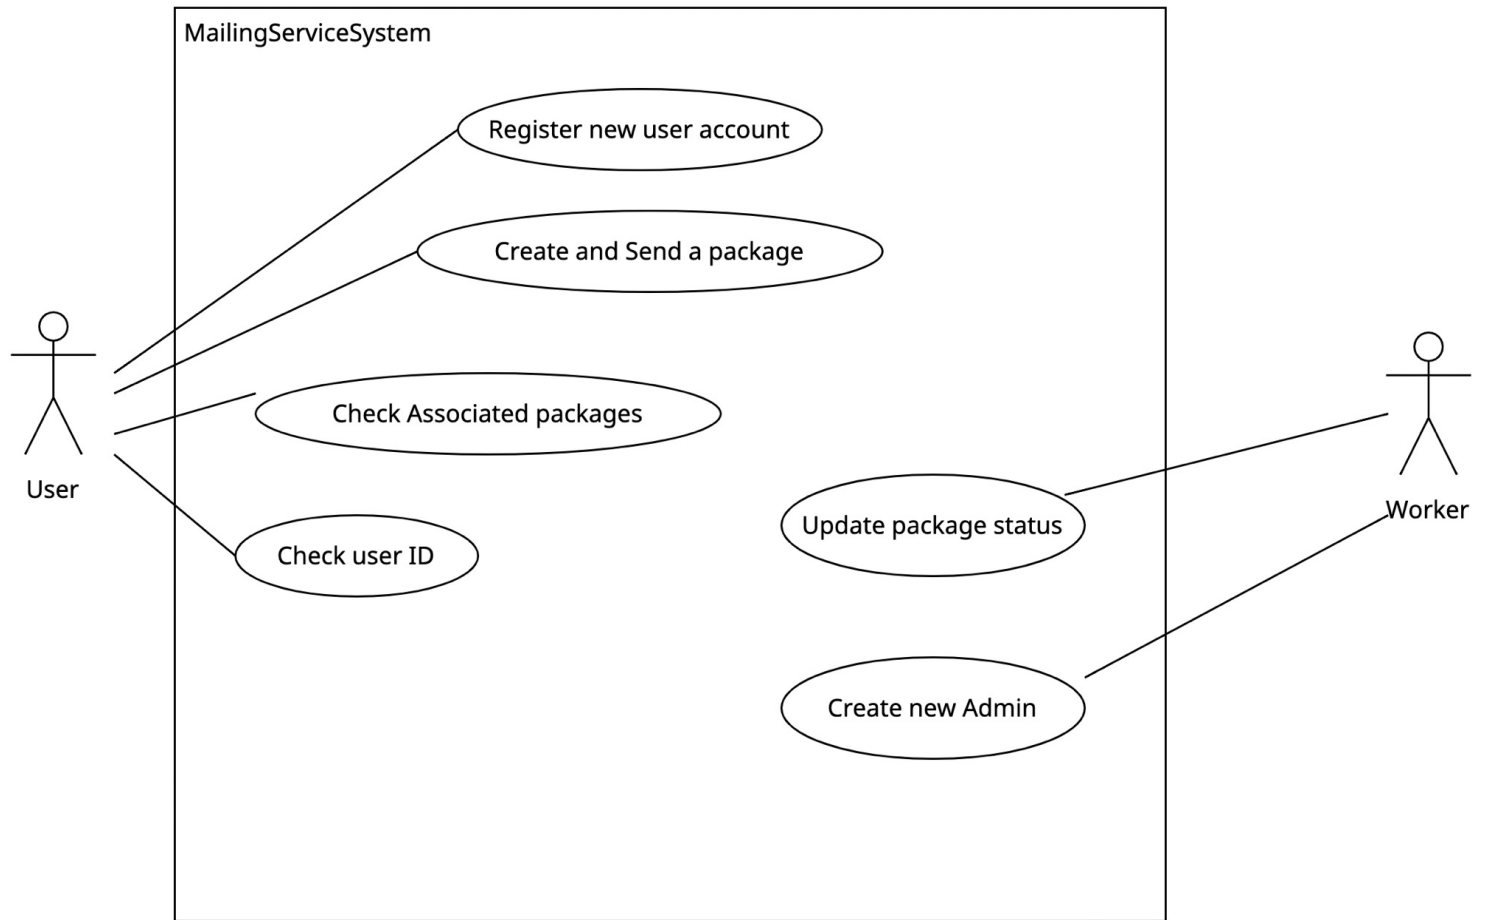 MailingServiceSystem
Register new user account
Create and Send a package
Check Associated packages
User
Worker
Update package status
Check user ID
Create new Admin